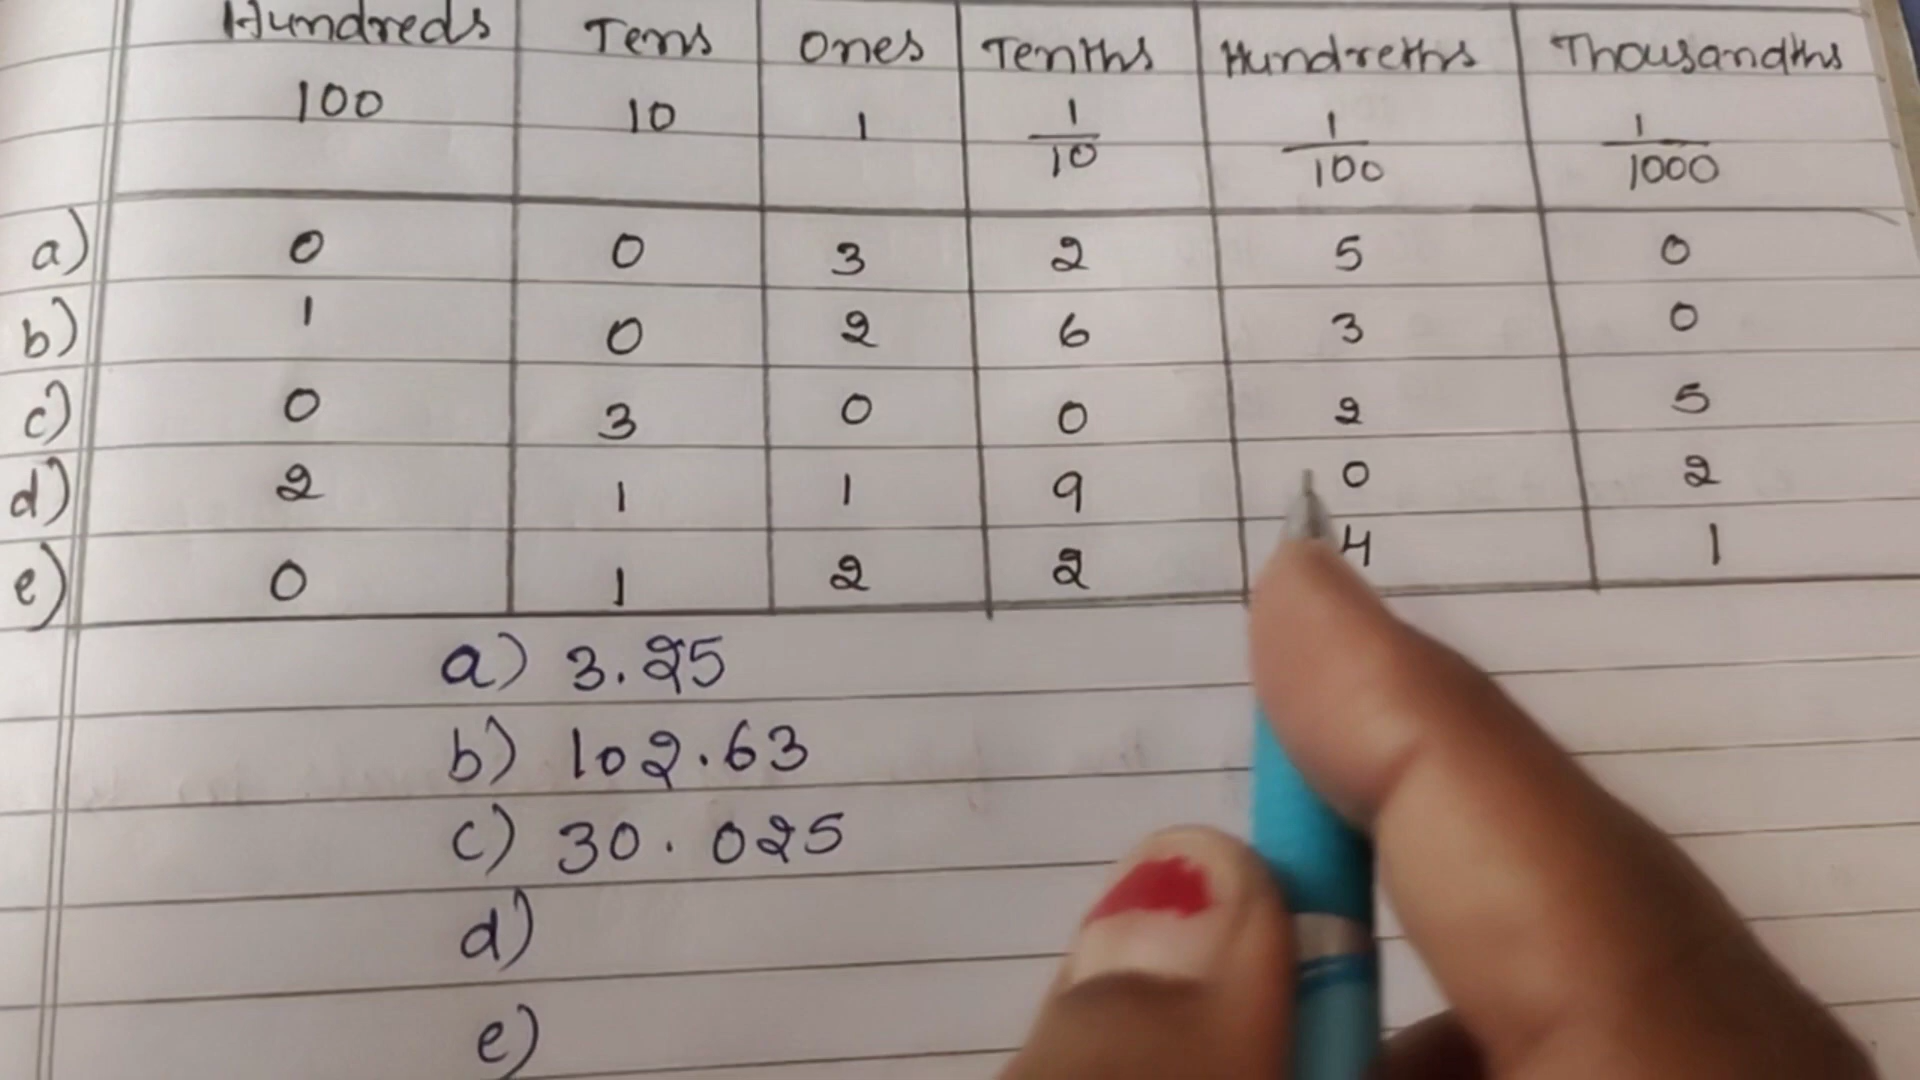 Hundreds Tens Ones Tenths Hundreths Thousandths
100 10 1 1/10 1/100 1/1000
a) 0 0 3 2 5 0
b) 1 0 2 6 3 0
c) 0 3 0 0 2 5
d) 2 1 1 9 0 2
e) 0 1 2 2 4 1
a) 3.25
b) 102.63
c) 30.025
d)
e)